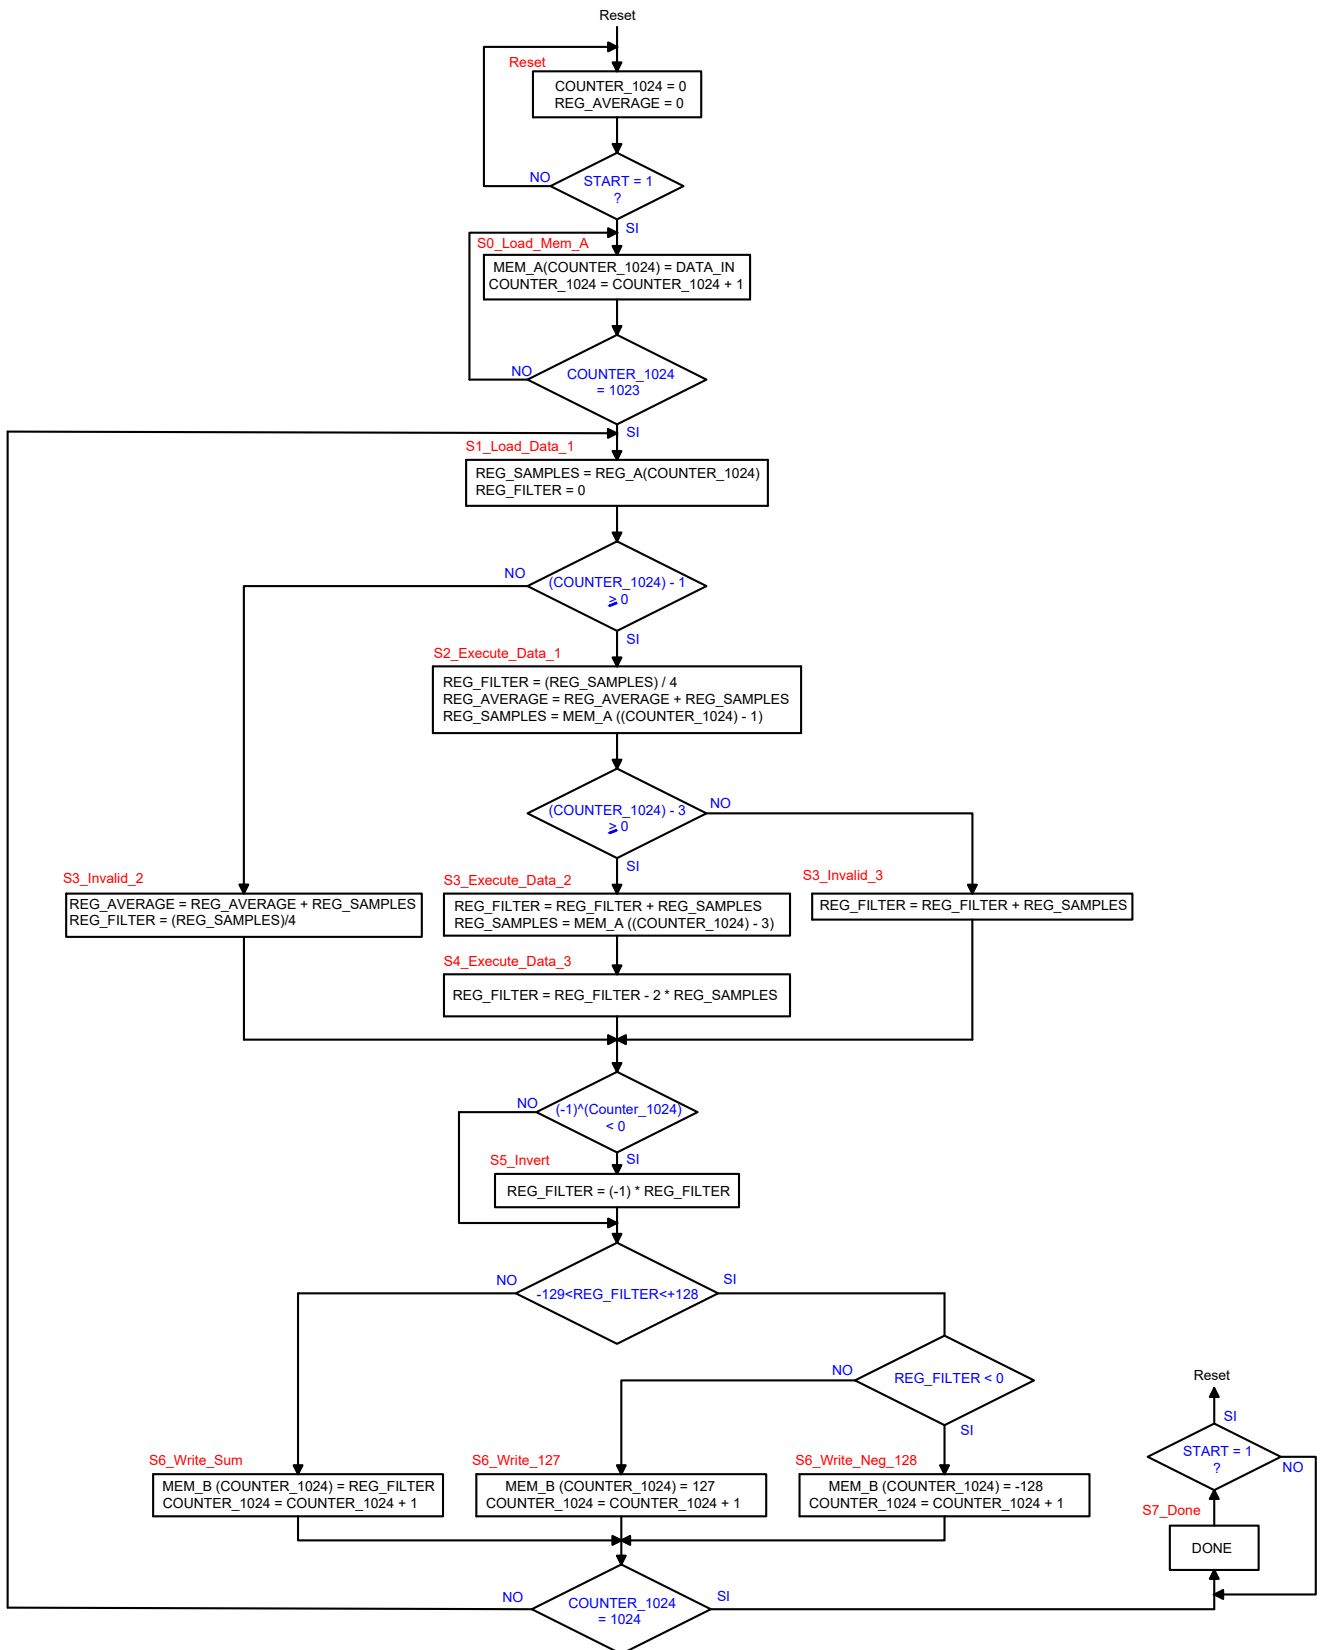 Reset
Reset
COUNTER_1024 = 0
REG_AVERAGE = 0
NO
START = 1
?
SI
S0_Load_Mem_A
MEM_A(COUNTER_1024) = DATA_IN
COUNTER_1024 = COUNTER_1024 + 1
NO
COUNTER_1024
= 1023
SI
S1_Load_Data_1
REG_SAMPLES = REG_A(COUNTER_1024)
REG_FILTER = 0
NO
(COUNTER_1024) - 1
≥ 0
SI
S2_Execute_Data_1
REG_FILTER = (REG_SAMPLES) / 4
REG_AVERAGE = REG_AVERAGE + REG_SAMPLES
REG_SAMPLES = MEM_A ((COUNTER_1024) - 1)
(COUNTER_1024) - 3
≥ 0
NO
SI
S3_Invalid_2
REG_AVERAGE = REG_AVERAGE + REG_SAMPLES
REG_FILTER = (REG_SAMPLES)/4
S3_Execute_Data_2
REG_FILTER = REG_FILTER + REG_SAMPLES
REG_SAMPLES = MEM_A ((COUNTER_1024) - 3)
S3_Invalid_3
REG_FILTER = REG_FILTER + REG_SAMPLES
S4_Execute_Data_3
REG_FILTER = REG_FILTER - 2 * REG_SAMPLES
NO
(-1)^(Counter_1024)
< 0
SI
S5_Invert
REG_FILTER = (-1) * REG_FILTER
NO
-129<REG_FILTER<+128
SI
NO
REG_FILTER < 0
SI
S6_Write_Sum
MEM_B (COUNTER_1024) = REG_FILTER
COUNTER_1024 = COUNTER_1024 + 1
S6_Write_127
MEM_B (COUNTER_1024) = 127
COUNTER_1024 = COUNTER_1024 + 1
S6_Write_Neg_128
MEM_B (COUNTER_1024) = -128
COUNTER_1024 = COUNTER_1024 + 1
Reset
SI
START = 1
?
NO
S7_Done
DONE
NO
COUNTER_1024
= 1024
SI